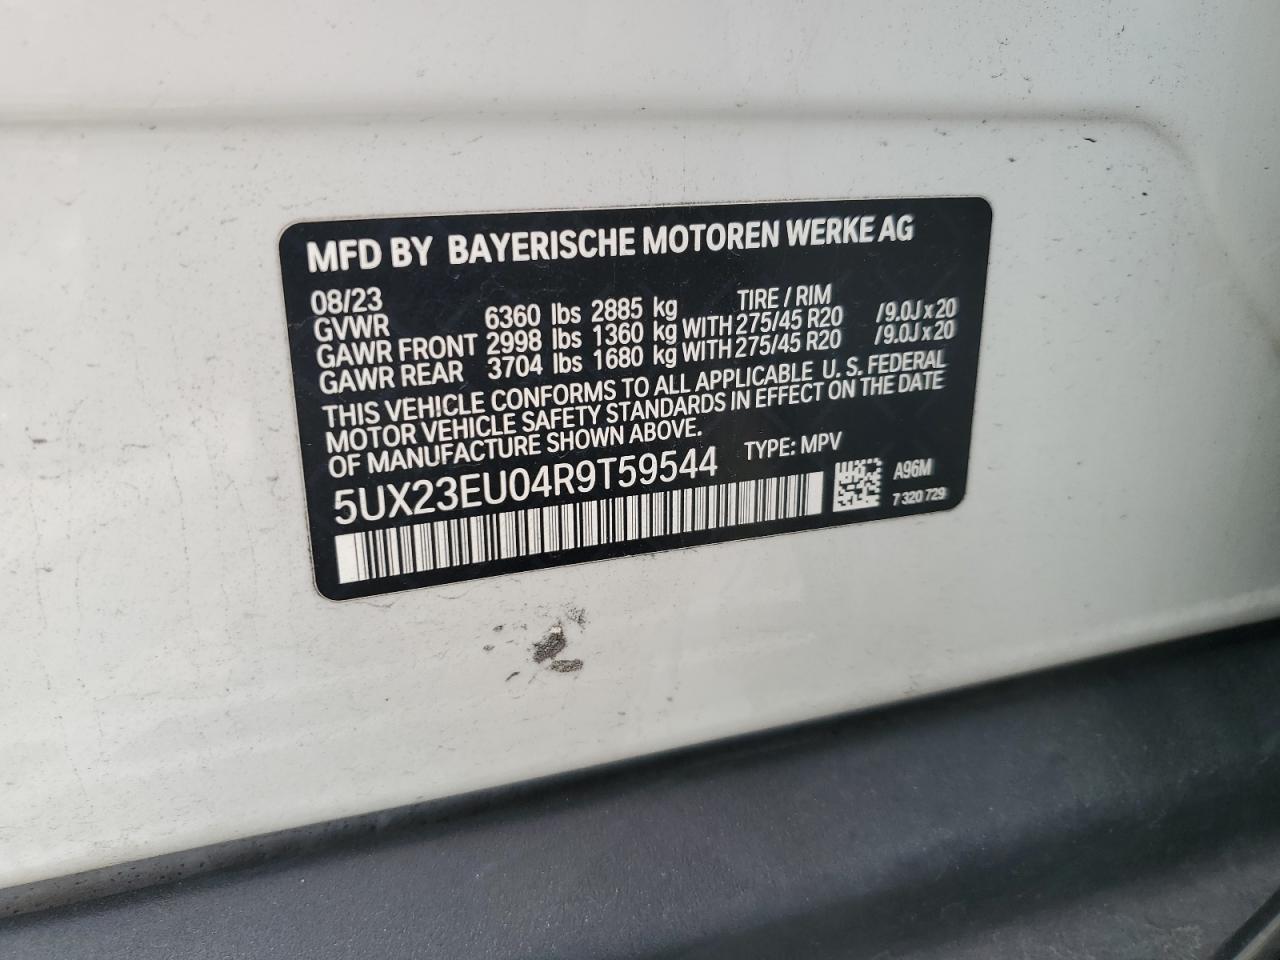 MFD BY BAYERISCHE MOTOREN WERKE AG
08/23 TIRE / RIM
GVWR 6360 lbs 2885 kg
GAWR FRONT 2998 lbs 1360 kg WITH 275/45 R20 /9.0J x 20
GAWR REAR 3704 lbs 1680 kg WITH 275/45 R20 /9.0J x 20
THIS VEHICLE CONFORMS TO ALL APPLICABLE U. S. FEDERAL
MOTOR VEHICLE SAFETY STANDARDS IN EFFECT ON THE DATE
OF MANUFACTURE SHOWN ABOVE.
5UX23EU04R9T59544 TYPE: MPV
A96M
7 320 729